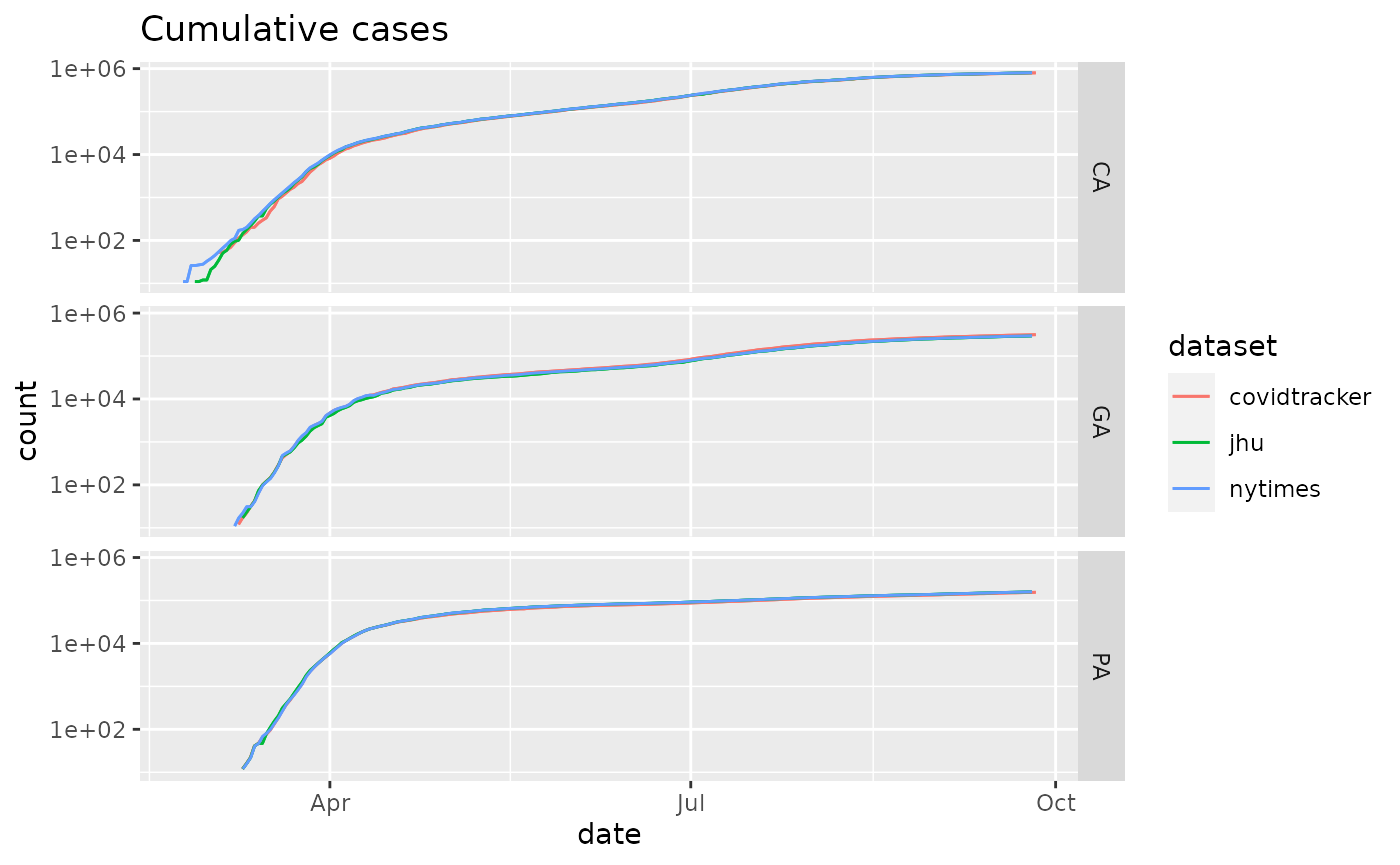 Cumulative cases
count
1e+06
1e+04
1e+02
CA
1e+06
1e+04
1e+02
GA
1e+06
1e+04
1e+02
PA
Apr
Jul
Oct
date
dataset
covidtracker
jhu
nytimes